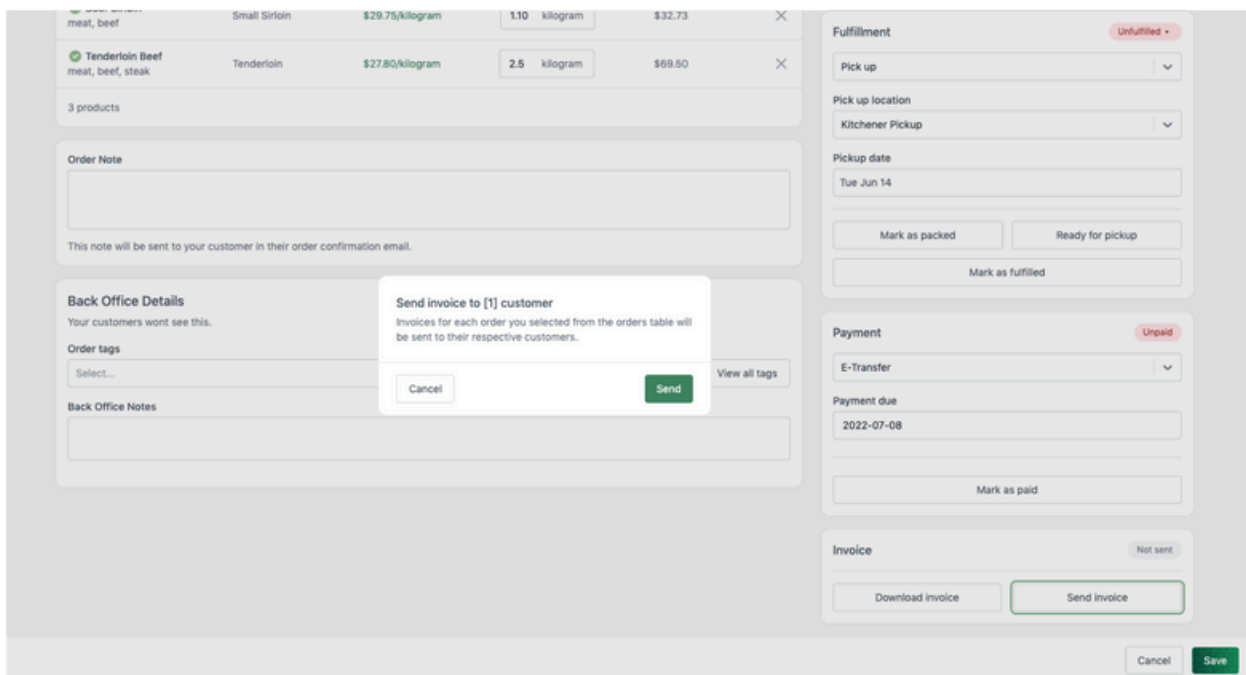 Small Sirloin $29.75/kilogram 1.10 kilogram $32.73
meat, beef
Tenderloin Beef
meat, beef, steak
Tenderloin $27.80/kilogram 2.5 kilogram $69.50
3 products
Order Note
This note will be sent to your customer in their order confirmation email.
Back Office Details
Your customers wont see this.
Order tags
Select...
View all tags
Back Office Notes
Send invoice to [1] customer
Invoices for each order you selected from the orders table will
be sent to their respective customers.
Cancel
Send
Fulfillment
Unfulfilled
Pick up
Pick up location
Kitchener Pickup
Pickup date
Tue Jun 14
Mark as packed
Ready for pickup
Mark as fulfilled
Payment
Unpaid
E-Transfer
Payment due
2022-07-08
Mark as paid
Invoice
Not sent
Download invoice
Send invoice
Cancel
Save